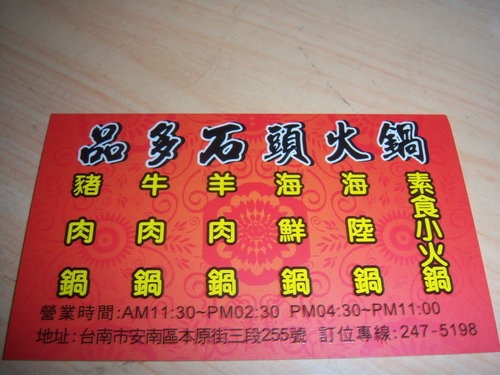 品多石頭火鍋
豬肉鍋
牛肉鍋
羊肉鍋
海鮮鍋
海陸鍋
素食小火鍋
營業時間:AM11:30~PM02:30 PM04:30~PM11:00
地址:台南市安南區本原街三段255號 訂位專線:247-5198